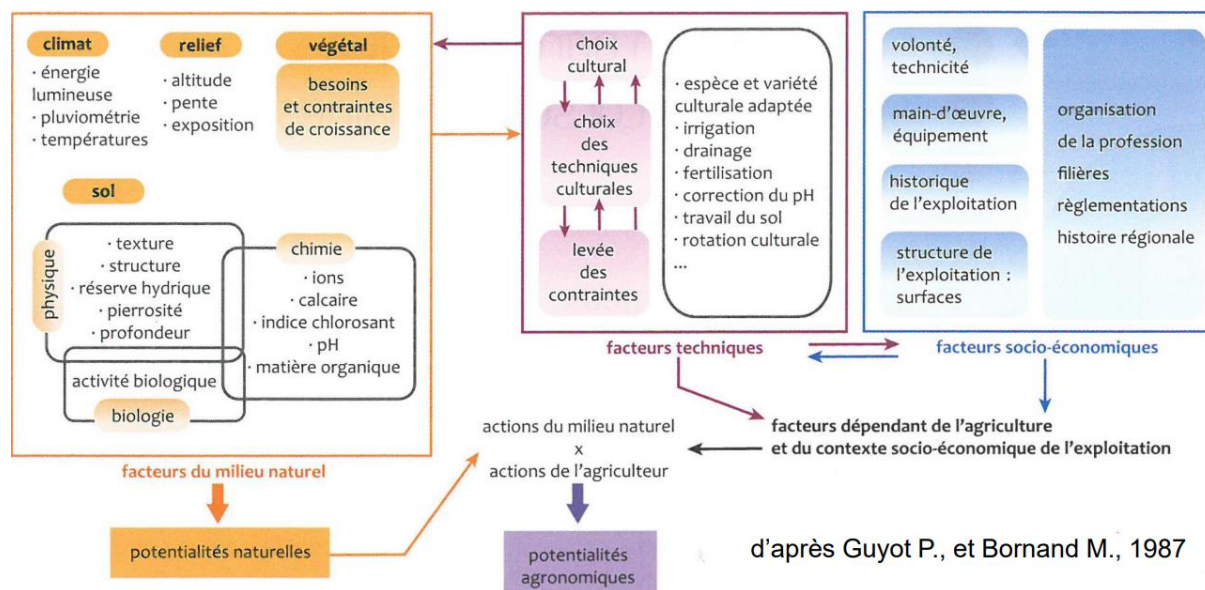 climat
· énergie
lumineuse
· pluviométrie
· températures
relief
· altitude
· pente
· exposition
végétal
besoins
et contraintes
de croissance
sol
physique
· texture
· structure
· réserve hydrique
· pierrosité
· profondeur
chimie
· ions
· calcaire
· indice chlorosant
· pH
· matière organique
activité biologique
biologie
facteurs du milieu naturel
potentialités naturelles
choix
cultural
choix
des
techniques
culturales
levée
des
contraintes
· espèce et variété
culturale adaptée
· irrigation
· drainage
· fertilisation
· correction du pH
· travail du sol
· rotation culturale
...
facteurs techniques
volonté,
technicité
main-d'œuvre,
équipement
historique
de l'exploitation
structure de
l'exploitation :
surfaces
organisation
de la profession
filières
règlementations
histoire régionale
facteurs socio-économiques
facteurs dépendant de l'agriculture
et du contexte socio-économique de l'exploitation
actions du milieu naturel
x
actions de l'agriculteur
potentialités
agronomiques
d'après Guyot P., et Bornand M., 1987